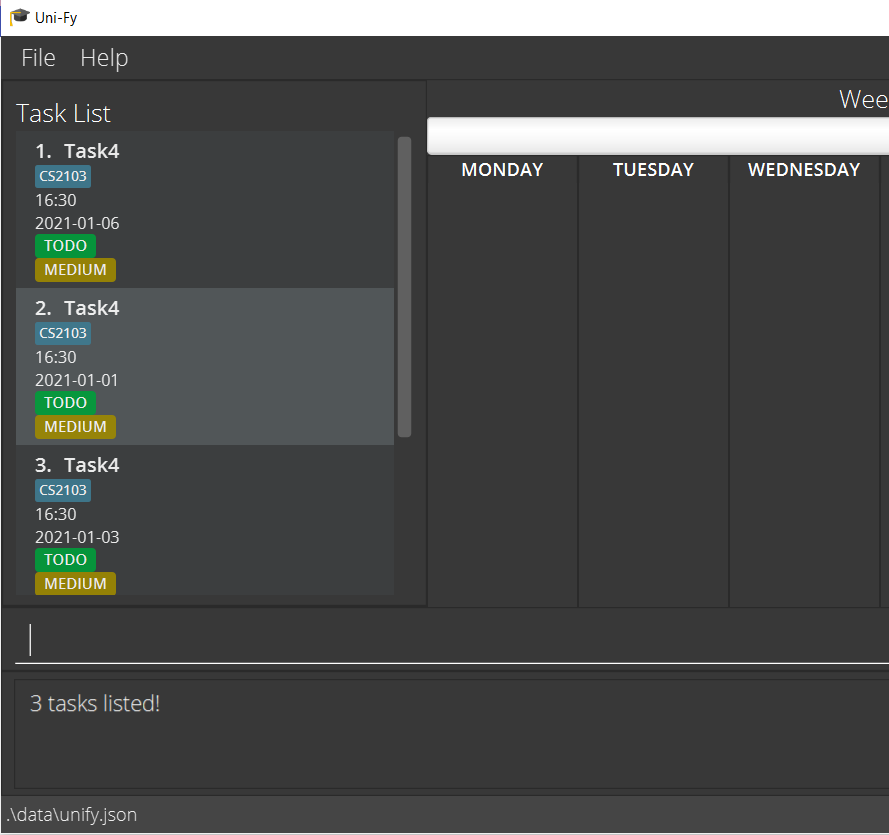 Uni-Fy
File Help
Task List
1. Task4
CS2103
16:30
2021-01-06
TODO
MEDIUM
2. Task4
CS2103
16:30
2021-01-01
TODO
MEDIUM
3. Task4
CS2103
16:30
2021-01-03
TODO
MEDIUM
Wee
MONDAY TUESDAY WEDNESDAY
3 tasks listed!
.\data\unify.json